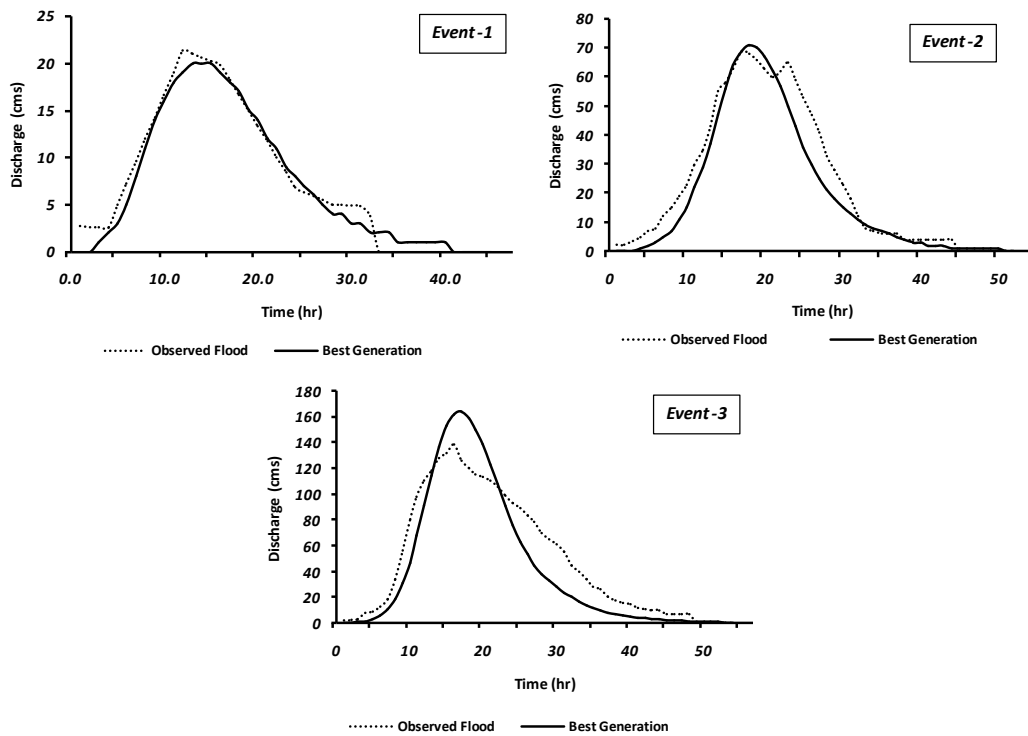 Event-1
Discharge (cms)
25
20
15
10
5
0
0.0 10.0 20.0 30.0 40.0
Time (hr)
Observed Flood Best Generation
Event-2
Discharge (cms)
80
70
60
50
40
30
20
10
0
0 10 20 30 40 50
Time (hr)
Observed Flood Best Generation
Event-3
Discharge (cms)
180
160
140
120
100
80
60
40
20
0
0 10 20 30 40 50
Time (hr)
Observed Flood Best Generation